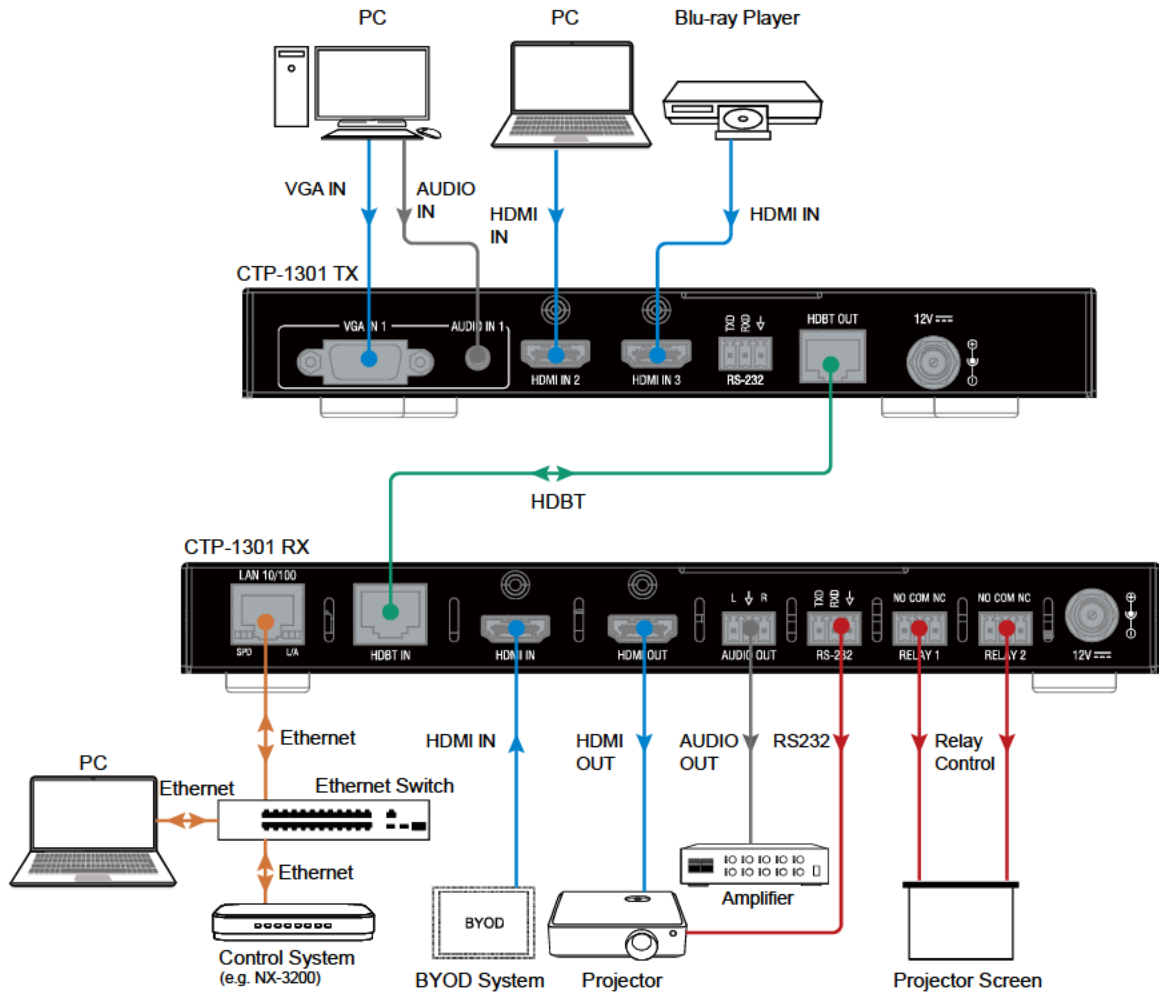 PC
PC
Blu-ray Player
VGA IN
AUDIO
IN
HDMI
IN
HDMI IN
CTP-1301 TX
VGA IN 1
AUDIO IN 1
HDMI IN 2
HDMI IN 3
TXD
RXD
RS-232
HDBT OUT
12V
HDBT
CTP-1301 RX
LAN 10/100
SPD
L/A
HDBT IN
HDMI IN
HDMI OUT
L R
AUDIO OUT
TXD
RXD
RS-232
NO COM NC
RELAY 1
NO COM NC
RELAY 2
12V
Ethernet
HDMI IN
HDMI
OUT
AUDIO
OUT
RS232
Relay
Control
PC
Ethernet
Ethernet Switch
Ethernet
Control System
(e.g. NX-3200)
BYOD
BYOD System
Projector
Amplifier
Projector Screen